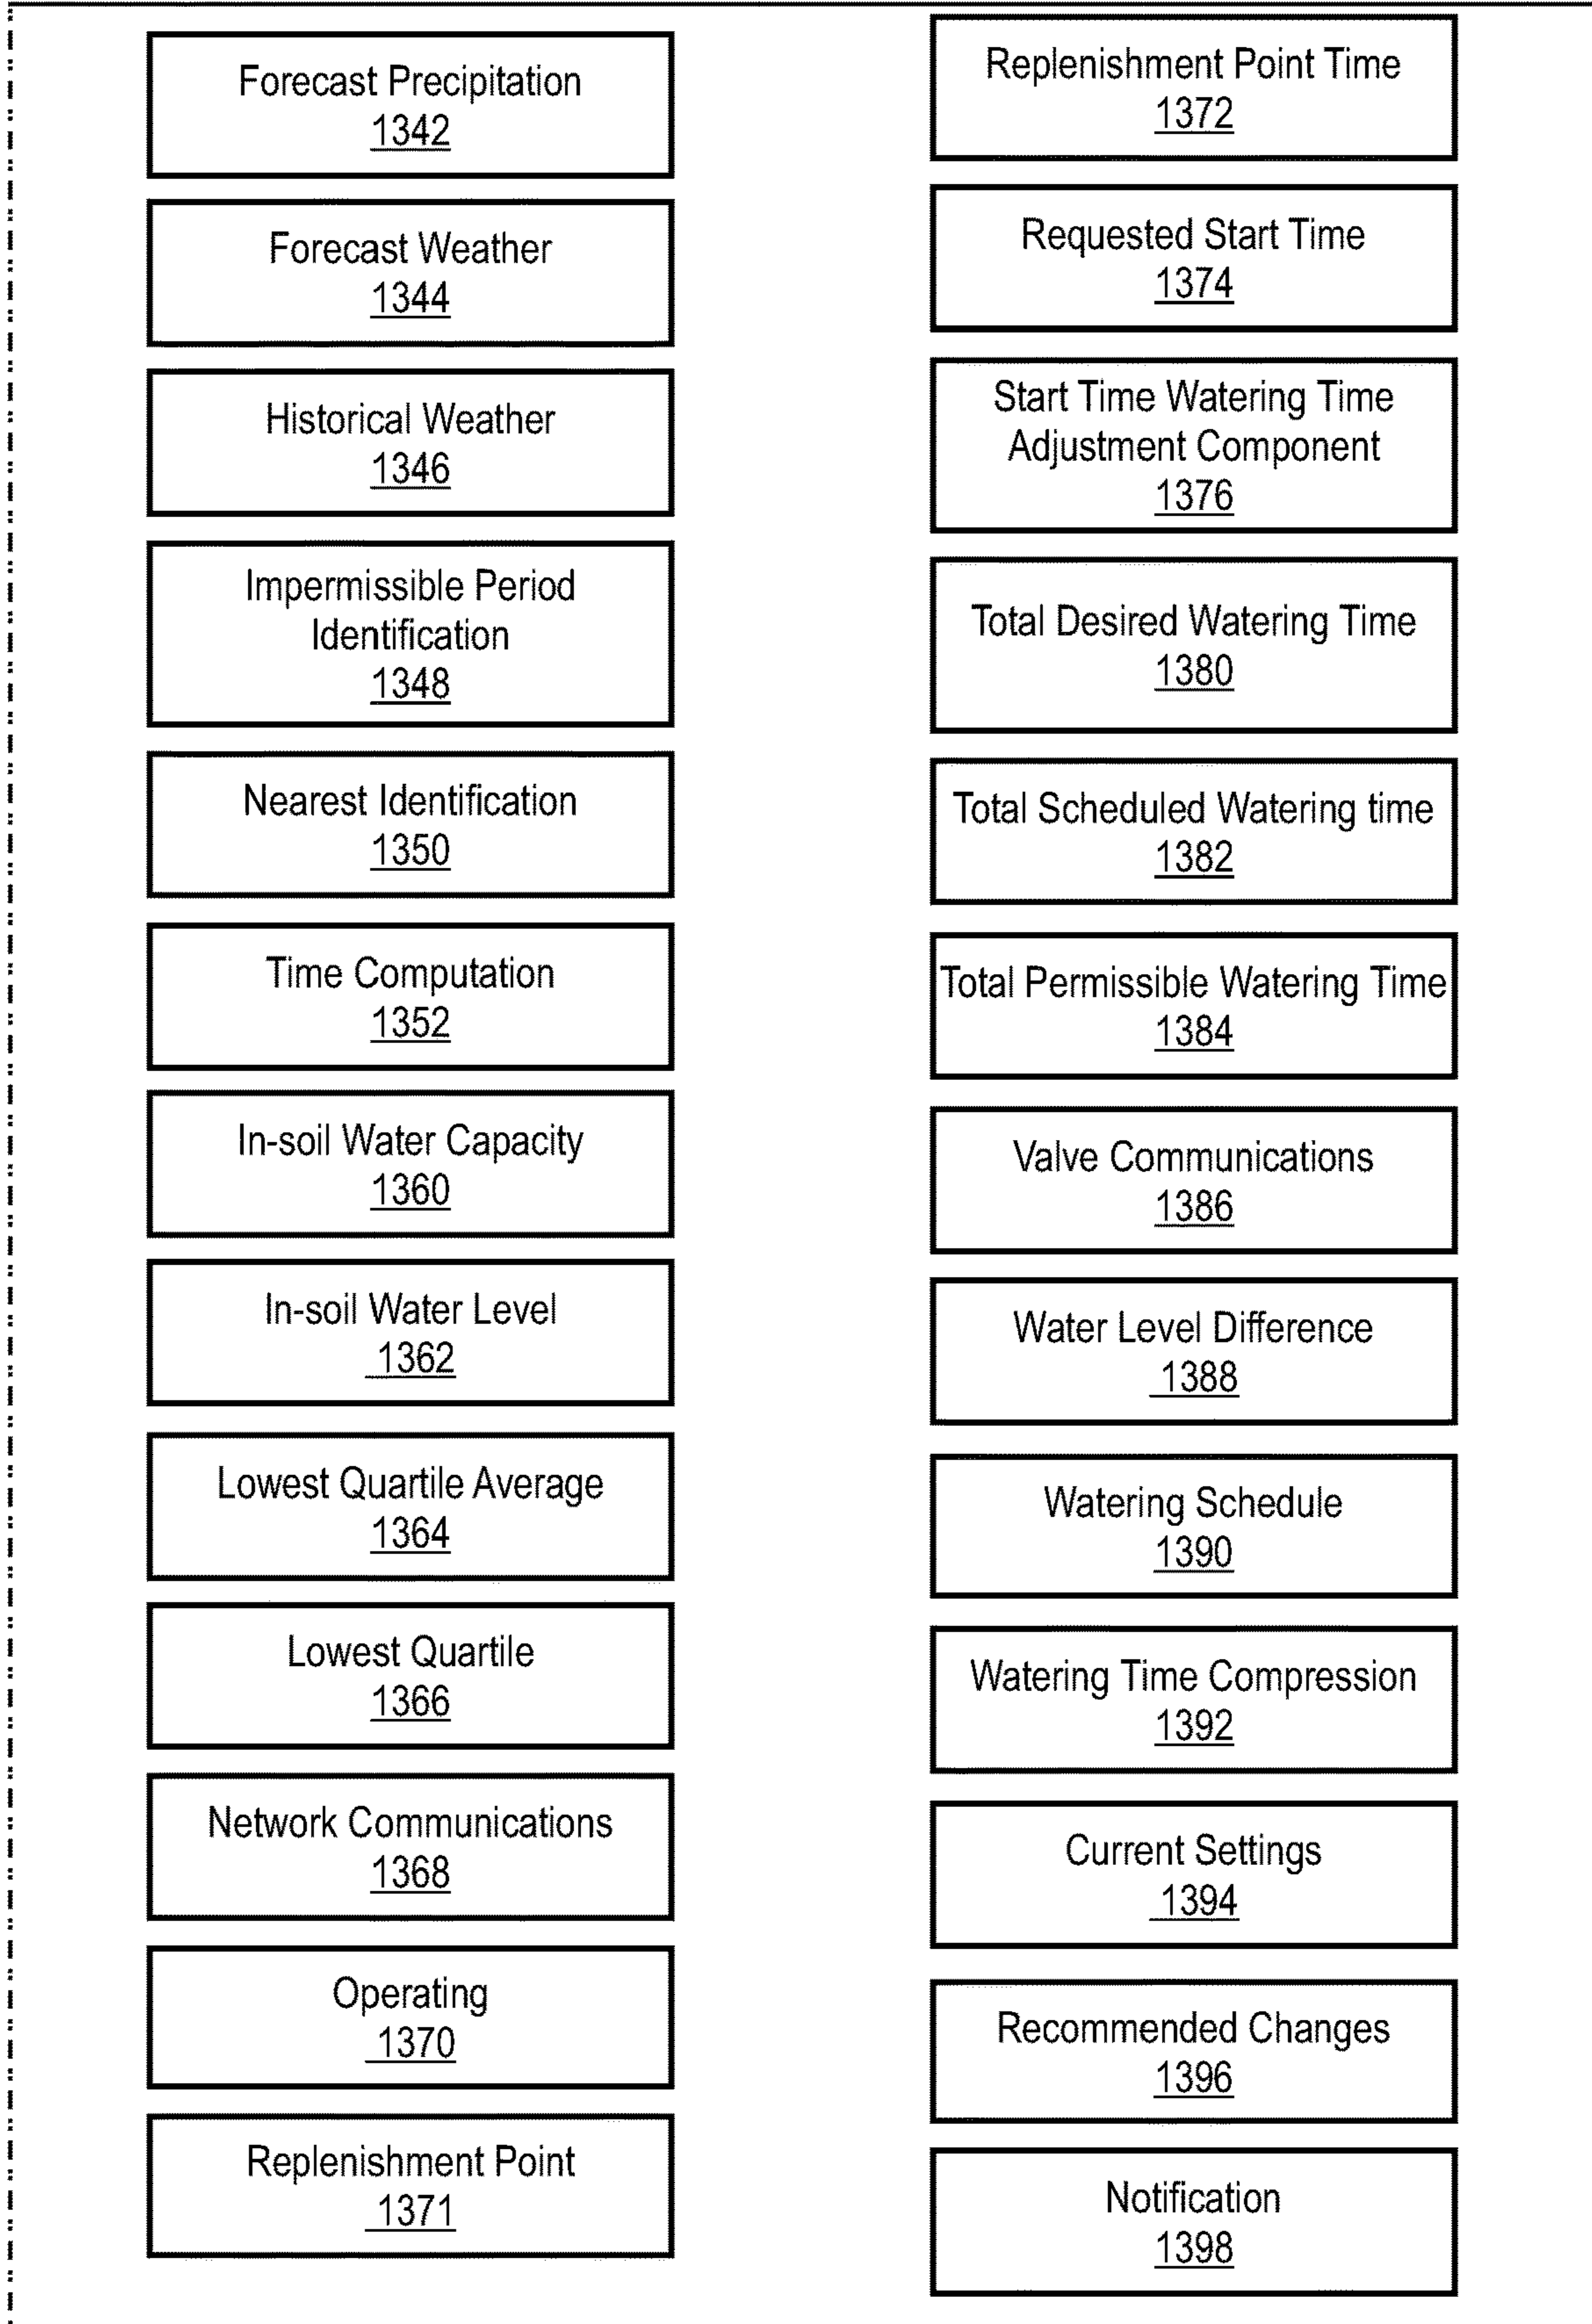 Forecast Precipitation
1342
Forecast Weather
1344
Historical Weather
1346
Impermissible Period
Identification
1348
Nearest Identification
1350
Time Computation
1352
In-soil Water Capacity
1360
In-soil Water Level
1362
Lowest Quartile Average
1364
Lowest Quartile
1366
Network Communications
1368
Operating
1370
Replenishment Point
1371
Replenishment Point Time
1372
Requested Start Time
1374
Start Time Watering Time
Adjustment Component
1376
Total Desired Watering Time
1380
Total Scheduled Watering time
1382
Total Permissible Watering Time
1384
Valve Communications
1386
Water Level Difference
1388
Watering Schedule
1390
Watering Time Compression
1392
Current Settings
1394
Recommended Changes
1396
Notification
1398